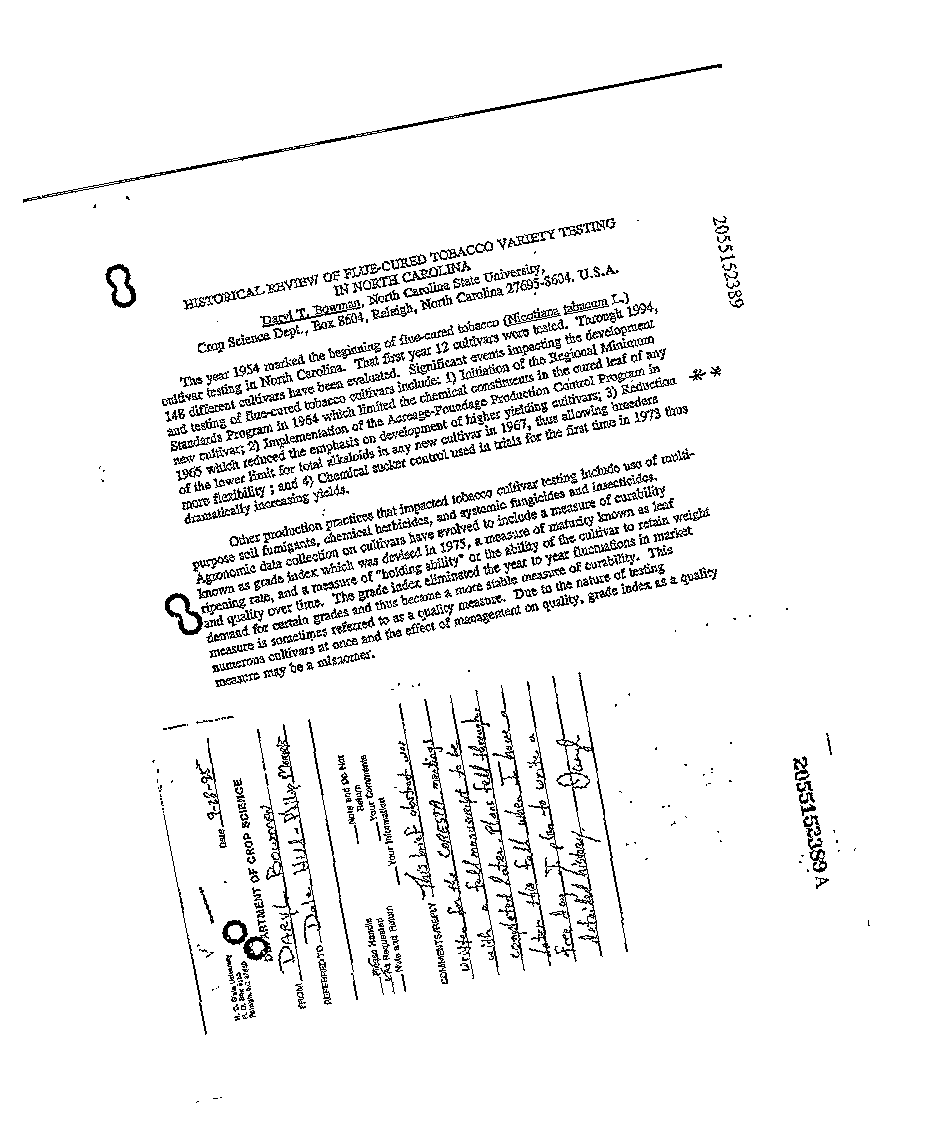 HISTORICAL REVIEW OF FLUE-CURED TOBACCO VARIETY TESTING
IN NORTH CAROLINA
Daryl T. Bowman, North Carolina State University,
Crop Science Dept., Box 8604, Raleigh, North Carolina 27695-8604, U.S.A.
The year 1954 marked the beginning of flue-cured tobacco (Nicotiana tabacum L.)
cultivar testing in North Carolina. That first year 12 cultivars were tested. Through 1994,
148 different cultivars have been evaluated. Significant events impacting the development
and testing of flue-cured tobacco cultivars include: 1) Initiation of the Regional Minimum
Standards Program in 1964 which limited the chemical constituents in the cured leaf of any
new cultivar; 2) Implementation of the Acreage-Poundage Production Control Program in
1965 which reduced the emphasis on development of higher yielding cultivars; 3) Reduction
of the lower limit for total alkaloids in any new cultivar in 1967, thus allowing breeders
more flexibility ; and 4) Chemical sucker control used in trials for the first time in 1973 thus
dramatically increasing yields.
Other production practices that impacted tobacco cultivar testing include use of multi-
purpose soil fumigants, chemical herbicides, and systemic fungicides and insecticides.
Agronomic data collection on cultivars have evolved to include a measure of curability
known as grade index which was devised in 1975, a measure of maturity known as leaf
ripening rate, and a measure of "holding ability" or the ability of the cultivar to retain weight
and quality over time. The grade index eliminated the year to year fluctuations in market
demand for certain grades and thus became a more stable measure of curability. This
measure is sometimes referred to as a quality measure. Due to the nature of testing
numerous cultivars at once and the effect of management on quality, grade index as a quality
measure may be a misnomer.
**
2055152389
N. C. State University
P. O. Box
Raleigh, N.C.
Date 9-28-95
DEPARTMENT OF CROP SCIENCE
FROM Daryl Bowman
REFERRED TO Dale Hill - Philip Morris
Please Handle
As Requested
Note and Return
Note and Do Not
Return
Your Comments
Your Information
COMMENTS/REPLY This brief abstract was
written for the CORESTA meetings
with a full manuscript to be
completed later. Plans fell through
later this fall when I have a
free day I plan to write a
detailed history. Daryl
2055152389A